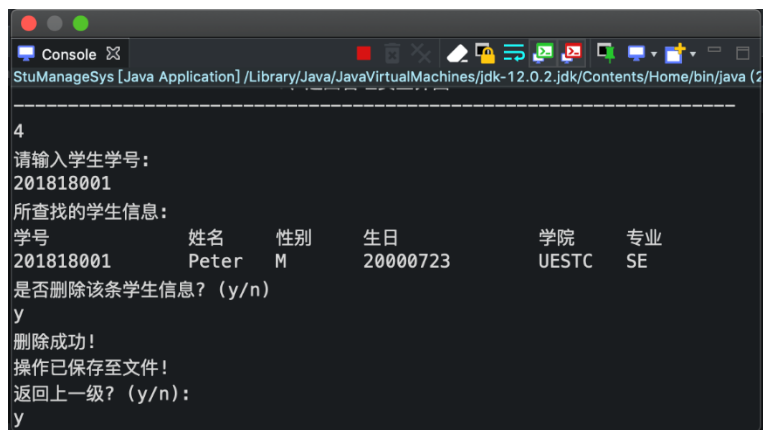 Console
StuManageSys [Java Application] /Library/Java/JavaVirtualMachines/jdk-12.0.2.jdk/Contents/Home/bin/java (2
4
请输入学生学号:
201818001
所查找的学生信息:
学号 姓名 性别 生日 学院 专业
201818001 Peter M 20000723 UESTC SE
是否删除该条学生信息? (y/n)
y
删除成功!
操作已保存至文件!
返回上一级? (y/n):
y